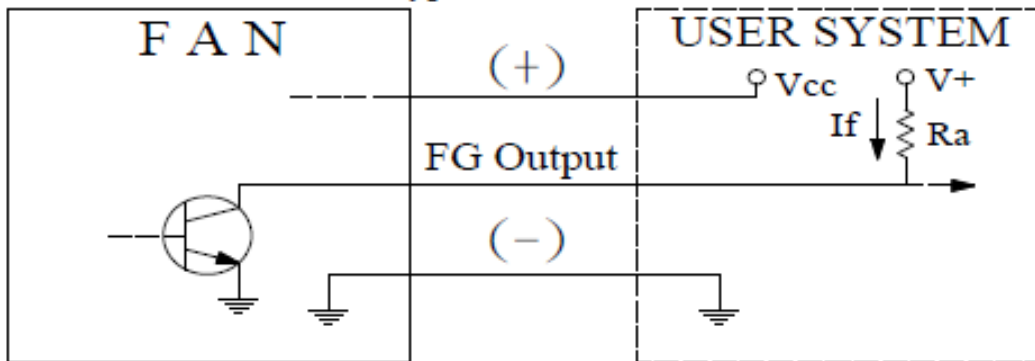 F A N
USER SYSTEM
(+)
Vcc
V+
If
Ra
FG Output
(−)